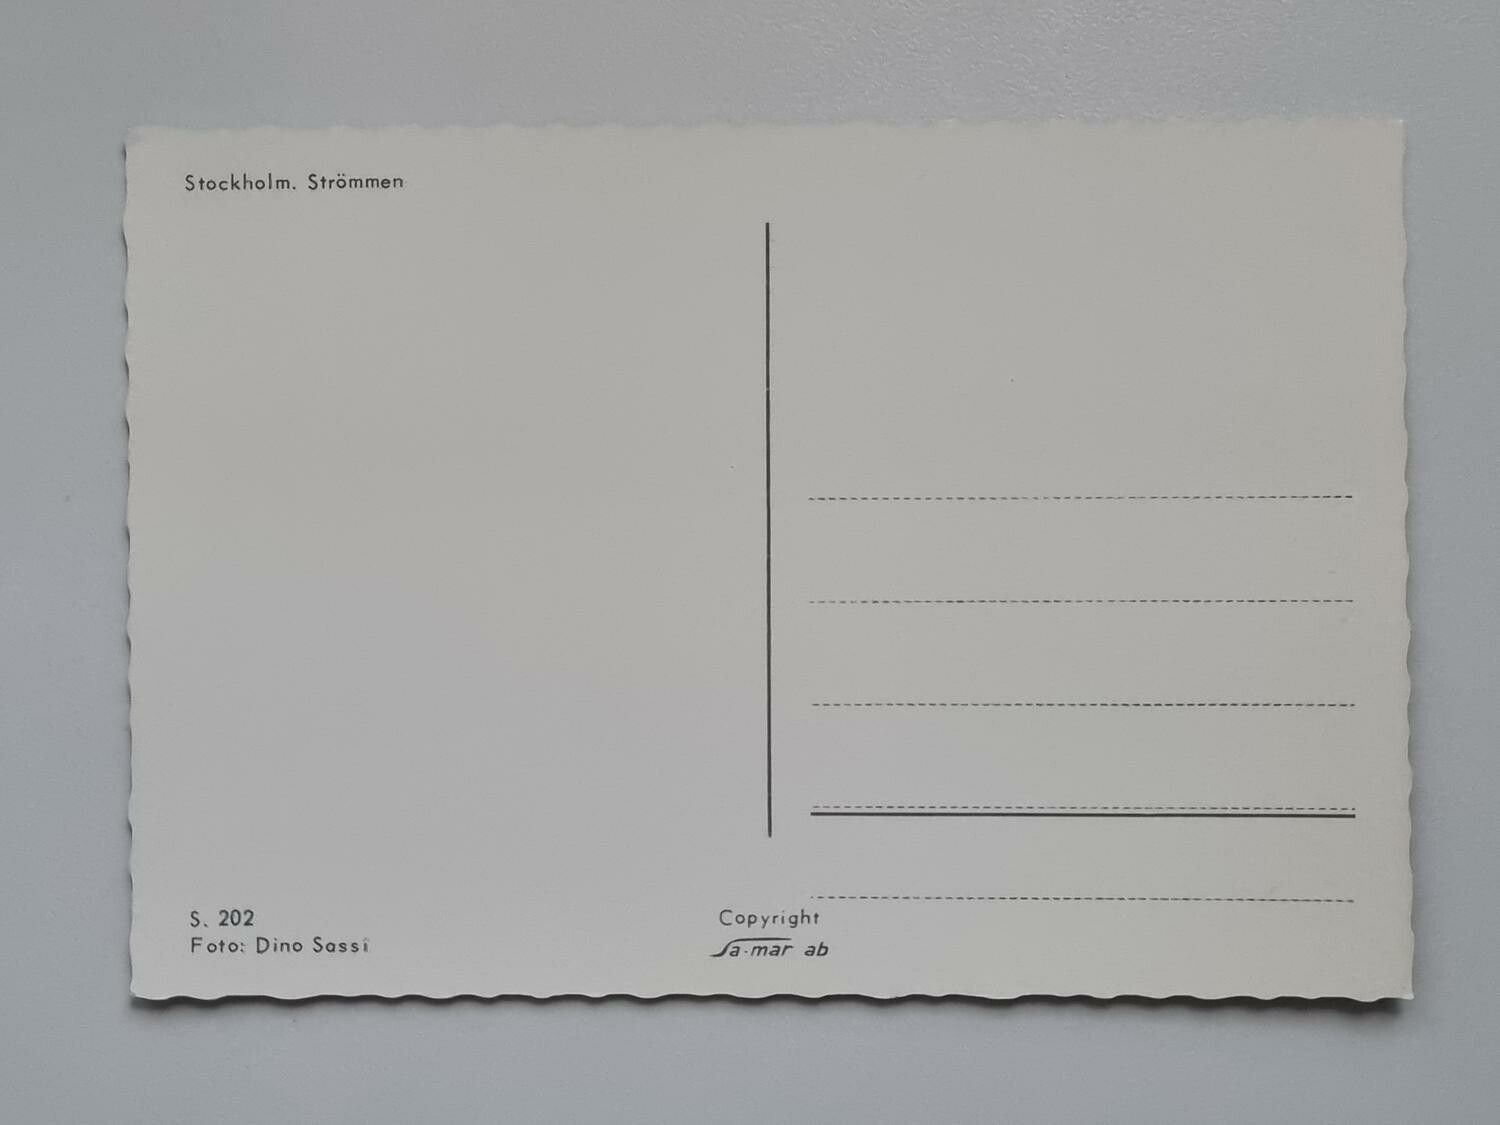 Stockholm. Strömmen
S. 202
Foto: Dino Sassi
Copyright
Sa-mar ab